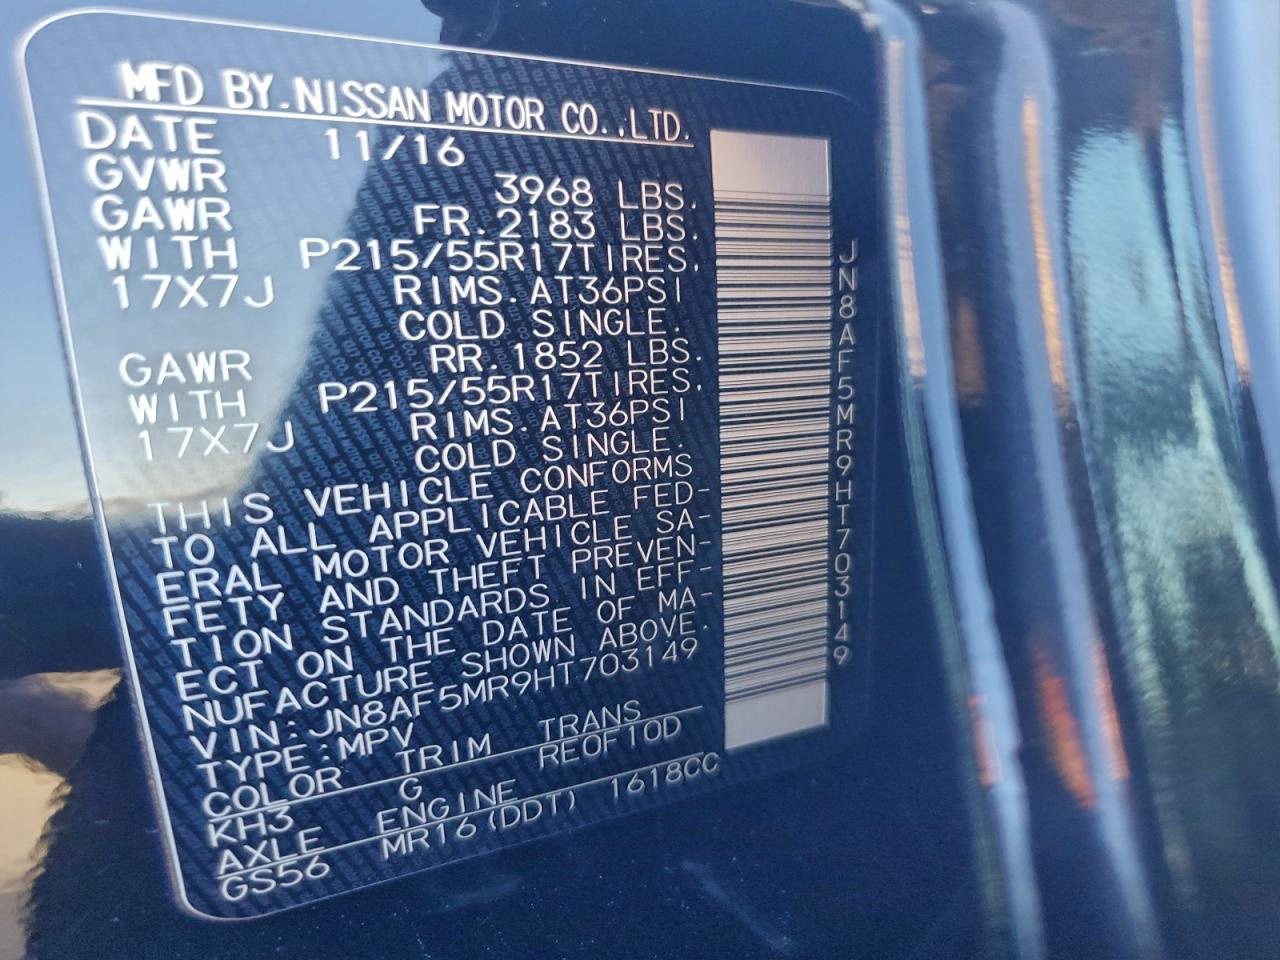 MFD BY.NISSAN MOTOR CO.,LTD.
DATE 11/16
GVWR 3968 LBS.
GAWR FR.2183 LBS.
WITH P215/55R17TIRES,
17X7J RIMS.AT36PSI
COLD SINGLE.
GAWR RR.1852 LBS.
WITH P215/55R17TIRES,
17X7J RIMS.AT36PSI
COLD SINGLE.
THIS VEHICLE CONFORMS
TO ALL APPLICABLE FED-
ERAL MOTOR VEHICLE SA-
FETY AND THEFT PREVEN-
TION STANDARDS IN EFF-
ECT ON THE DATE OF MA-
NUFACTURE SHOWN ABOVE.
VIN:JN8AF5MR9HT703149
TYPE:MPV
COLOR TRIM TRANS
KH3 G RE0F10D
AXLE ENGINE
GS56 MR16(DDT) 1618CC
JN8AF5MR9HT703149